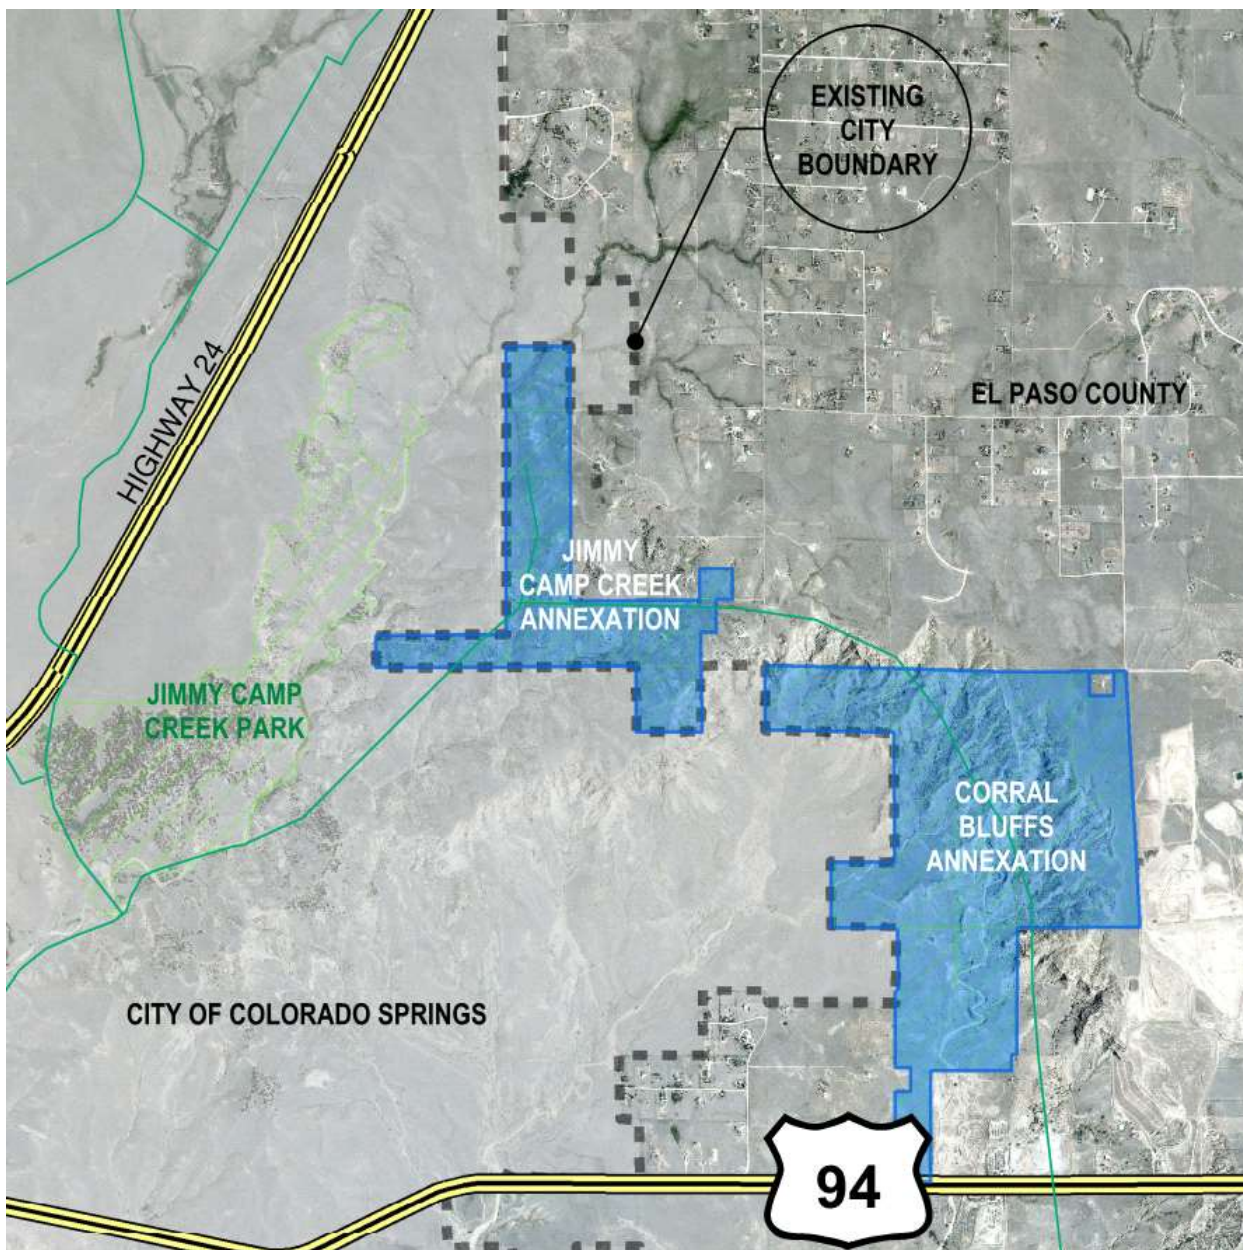 EXISTING
CITY
BOUNDARY
HIGHWAY 24
EL PASO COUNTY
JIMMY
CAMP CREEK
ANNEXATION
JIMMY CAMP
CREEK PARK
CORRAL
BLUFFS
ANNEXATION
CITY OF COLORADO SPRINGS
94